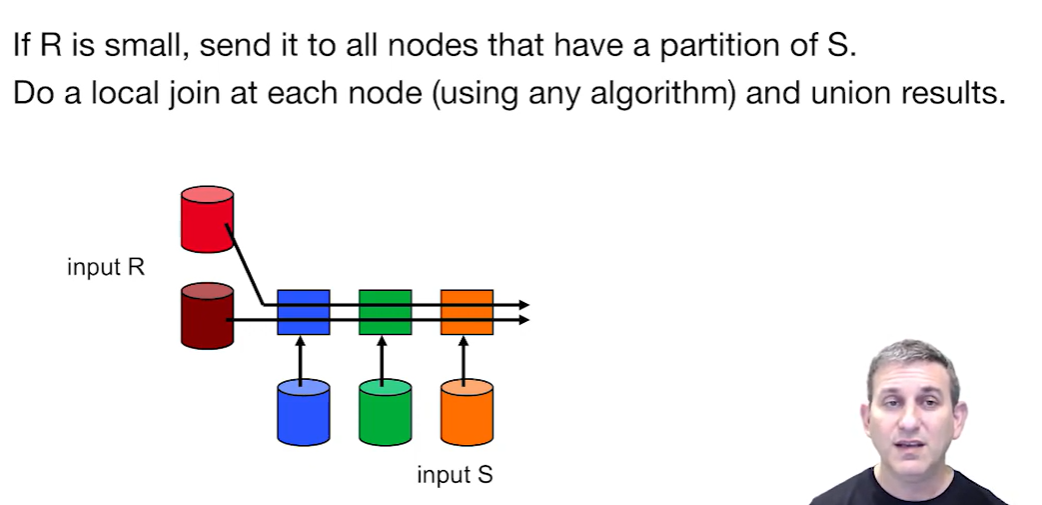 If R is small, send it to all nodes that have a partition of S.
Do a local join at each node (using any algorithm) and union results.
input R
input S